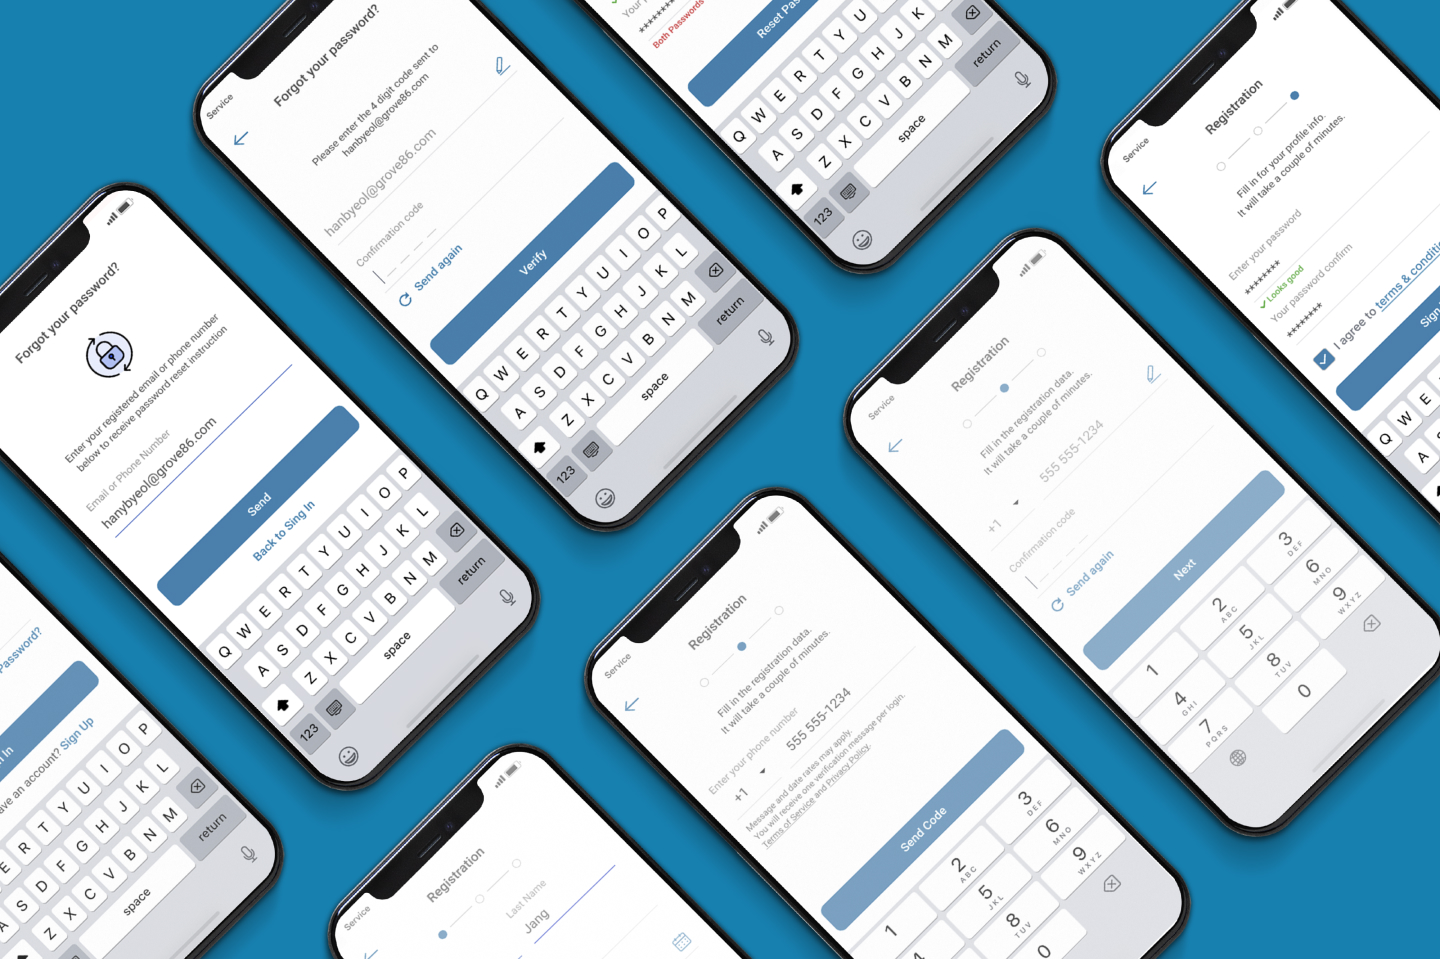 Forgot your password?
Enter your registered email or phone number
below to receive password reset instruction
Email or Phone Number
hanybyeol@grove86.com
Send
Back to Sing In
Q W E R T Y U I O P
A S D F G H J K L
Z X C V B N M
123
space
return
Service
Forgot your password?
Please enter the 4 digit code sent to
hanbyeol@grove86.com
hanbyeol@grove86.com
Confirmation code
Send again
Verify
Q W E R T Y U I O P
A S D F G H J K L
Z X C V B N M
123
space
return
Both Passwords
Reset Pas
Q W E R T Y U
A S D F G H J K
Z X C V B N M
123
space
return
Service
Registration
Fill in for your profile info.
It will take a couple of minutes.
Enter your password
********
Looks good
Your password confirm
********
I agree to terms & conditio
Sign
Q W E
A
Password?
In
ave an account? Sign Up
E R T Y U I O P
A S D F G H J K L
Z X C V B N M
space
return
Service
Registration
Last Name
Jang
Service
Registration
Fill in the registration data.
It will take a couple of minutes.
Enter your phone number
+1 555 555-1234
Message and date rates may apply.
You will receive one verification message per login.
Terms of Service and Privacy Policy.
Send Code
1
2 ABC
3 DEF
4
5 JKL
6 MNO
8 TUV
9 WXYZ
0
Service
Registration
Fill in the registration data.
It will take a couple of minutes.
+1 555 555-1234
Confirmation code
Send again
Next
1
2 ABC
3 DEF
4 GHI
5 JKL
6 MNO
7 PQRS
8 TUV
9 WXYZ
0